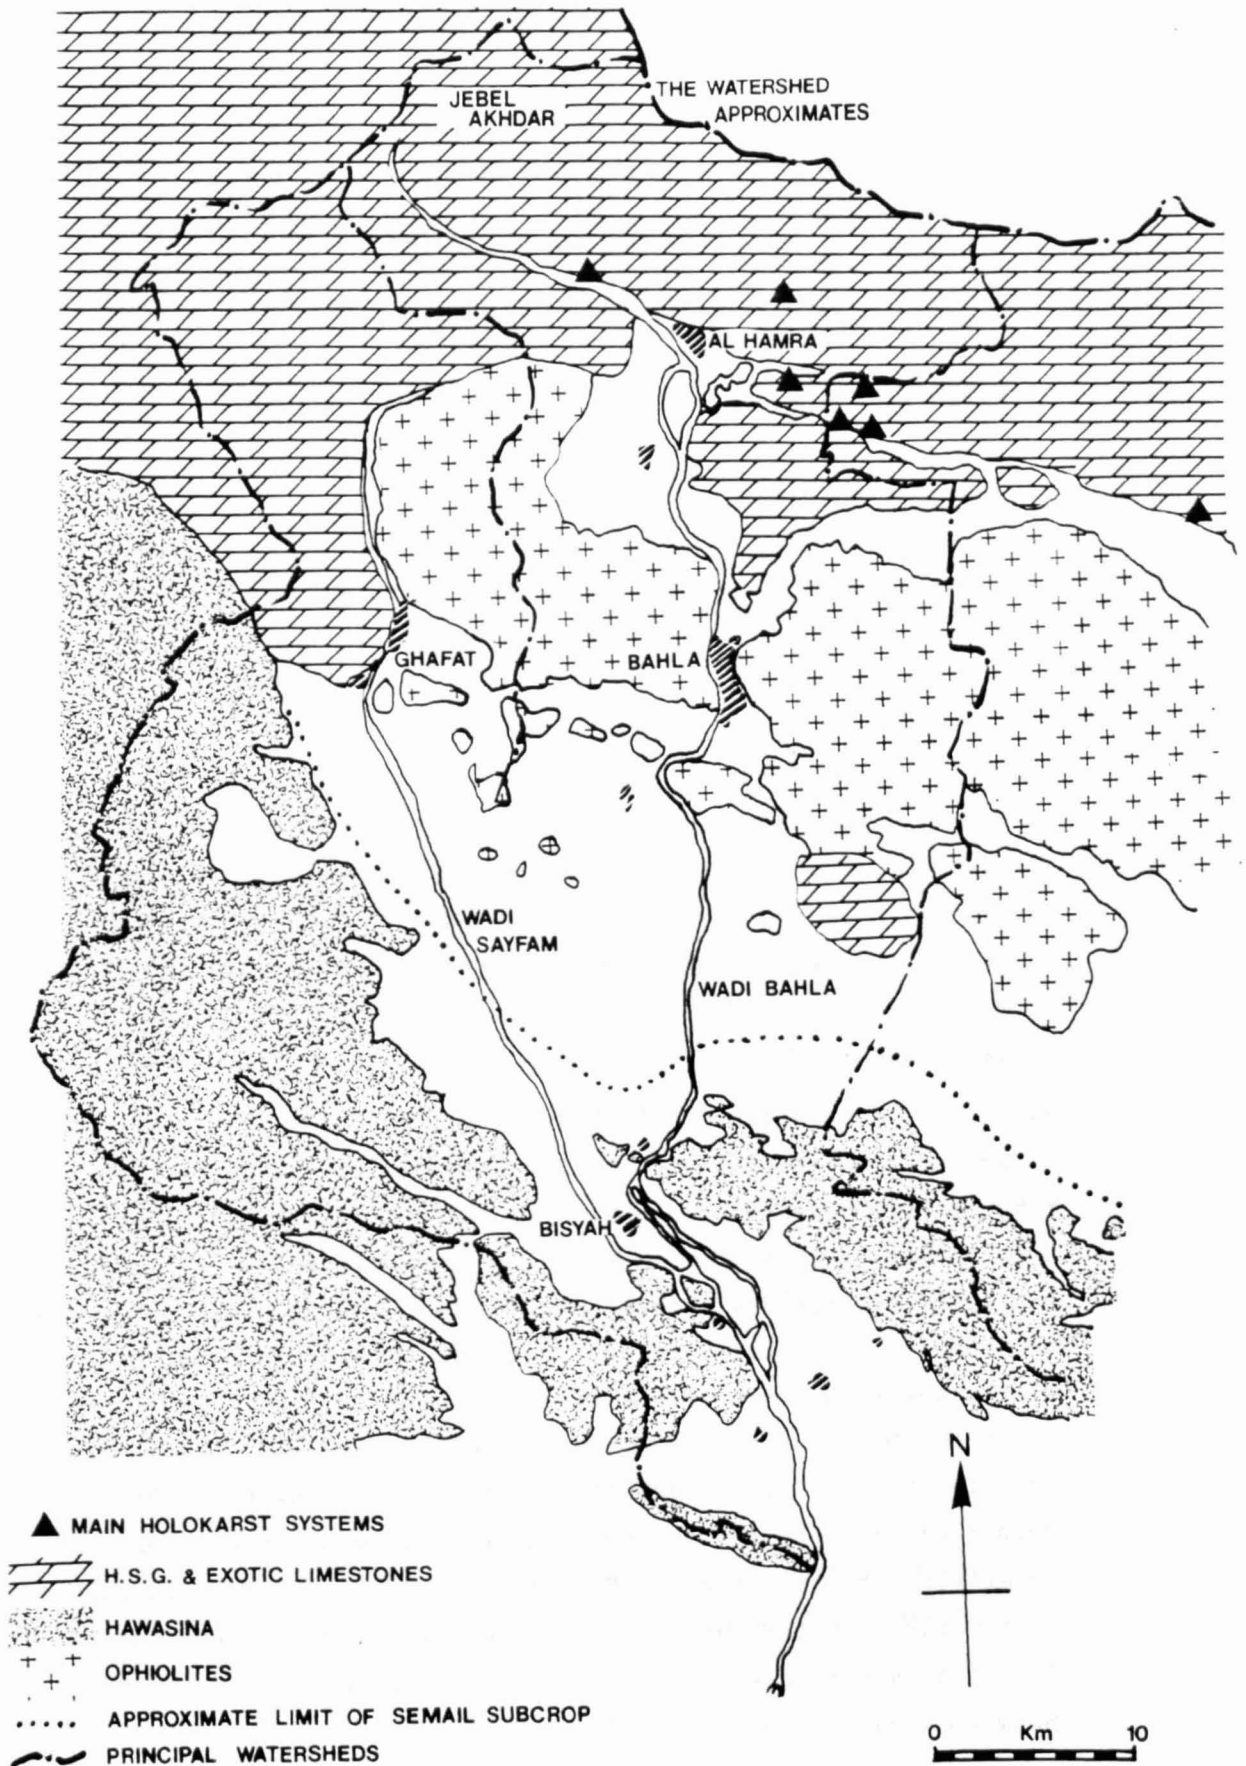 JEBEL
AKHDAR
THE WATERSHED
APPROXIMATES
AL HAMRA
GHAFAT
BAHLA
WADI
SAYFAM
WADI BAHLA
BISYAH
N
MAIN HOLOKARST SYSTEMS
H.S.G. & EXOTIC LIMESTONES
HAWASINA
OPHIOLITES
APPROXIMATE LIMIT OF SEMAIL SUBCROP
PRINCIPAL WATERSHEDS
0 Km 10